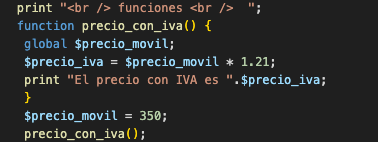 print "<br /> funciones <br />  ";
function precio_con_iva() {
global $precio_movil;
$precio_iva = $precio_movil * 1.21;
print "El precio con IVA es ".$precio_iva;
}
$precio_movil = 350;
precio_con_iva();